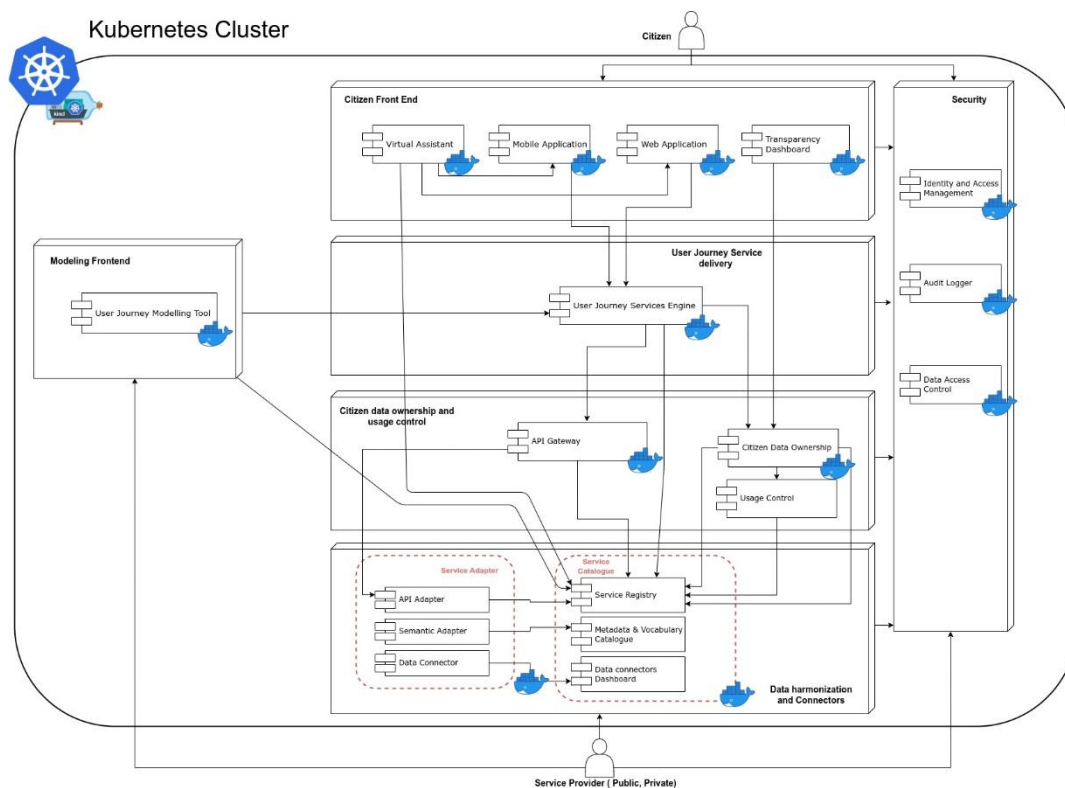 Kubernetes Cluster
Citizen
kind
Citizen Front End
Security
Virtual Assistant
Mobile Application
Web Application
Transparency
Dashboard
Identity and Access
Management
User Journey Service
delivery
Modeling Frontend
Audit Logger
User Journey Modelling Tool
User Journey Services Engine
Data Access
Control
Citizen data ownership and
usage control
API Gateway
Citizen Data Ownership
Usage Control
Service Adapter
Service
Catalogue
API Adapter
Service Registry
Semantic Adapter
Metadata & Vocabulary
Catalogue
Data Connector
Data connectors
Dashboard
Data harmonization
and Connectors
Service Provider ( Public, Private)